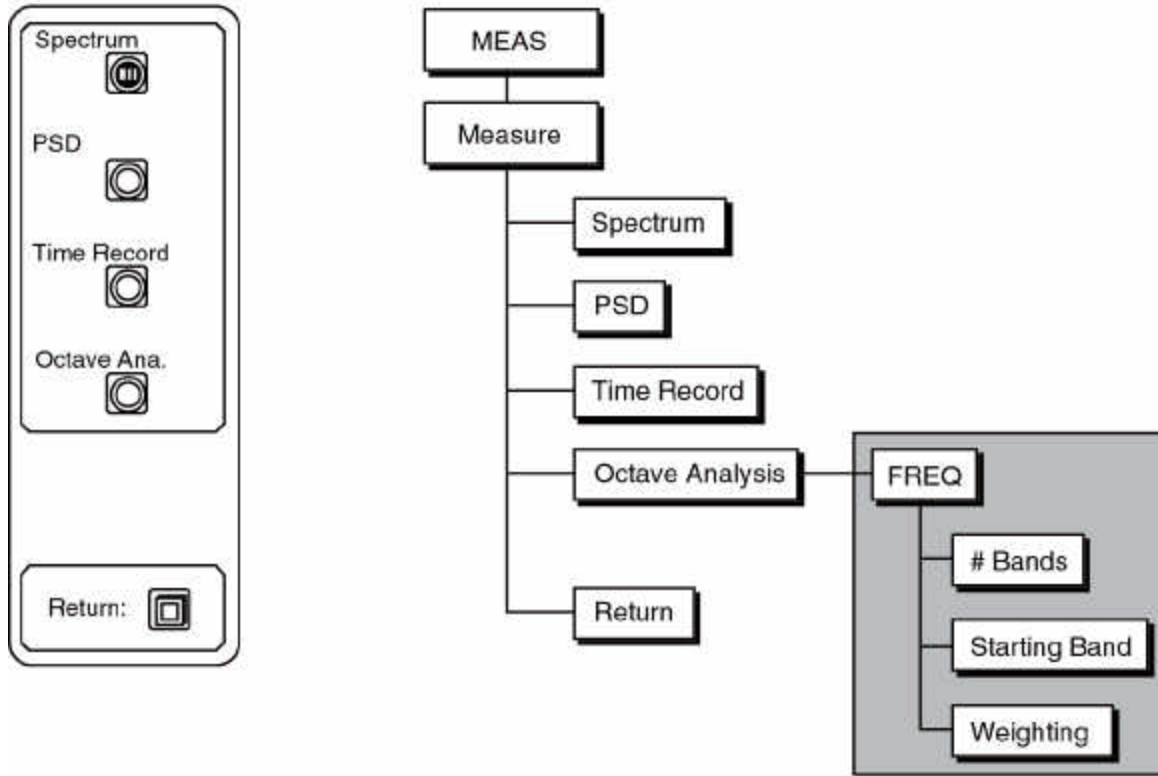 Spectrum
PSD
Time Record
Octave Ana.
Return:
MEAS
Measure
Spectrum
PSD
Time Record
Octave Analysis
Return
FREQ
# Bands
Starting Band
Weighting